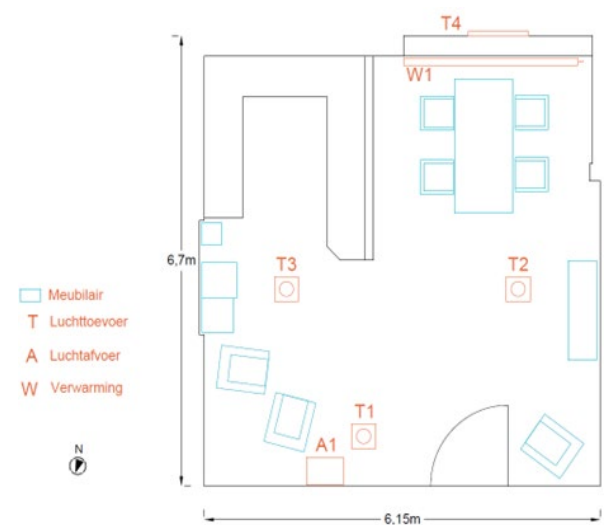 T4
W1
6,7m
T3
T2
Meubilair
T Luchttoevoer
A Luchtafvoer
W Verwarming
T1
A1
N
6,15m